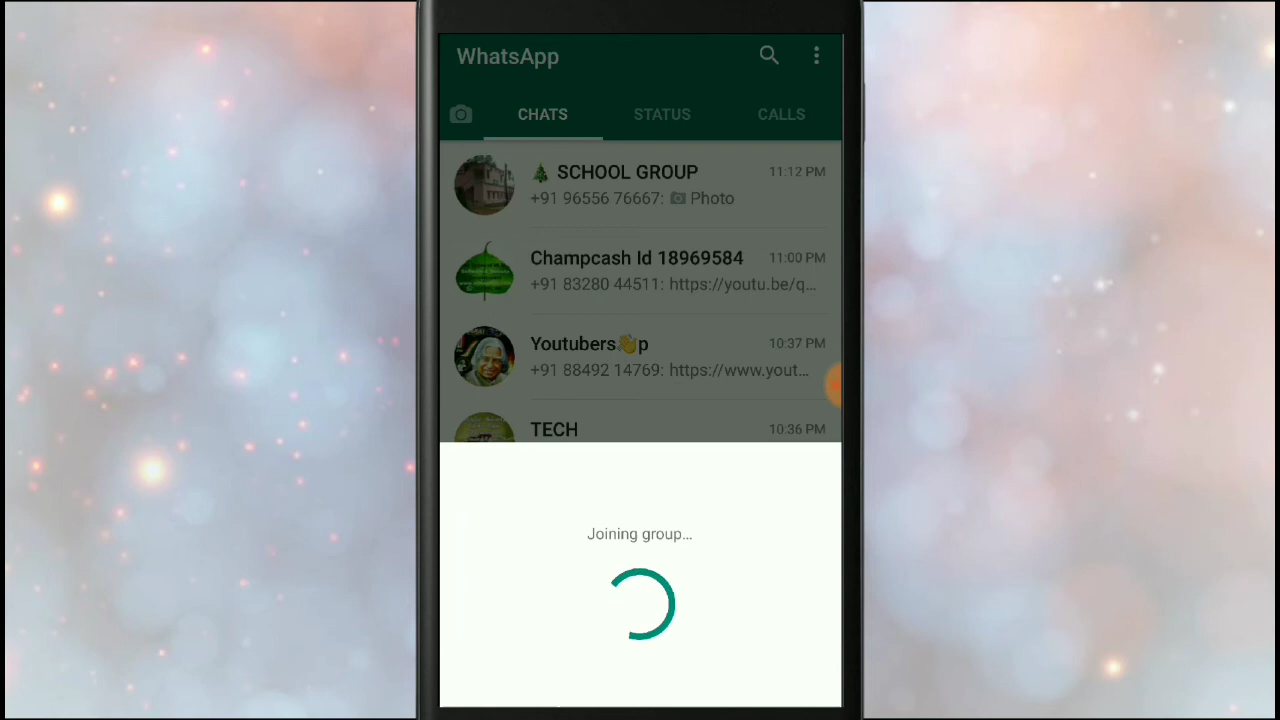 WhatsApp
CHATS
STATUS
CALLS
🎄 SCHOOL GROUP
11:12 PM
+91 96556 76667: 📷 Photo
Champcash Id 18969584
11:00 PM
+91 83280 44511: https://youtu.be/q...
Youtubers👋p
10:37 PM
+91 88492 14769: https://www.yout...
TECH
10:36 PM
Joining group...